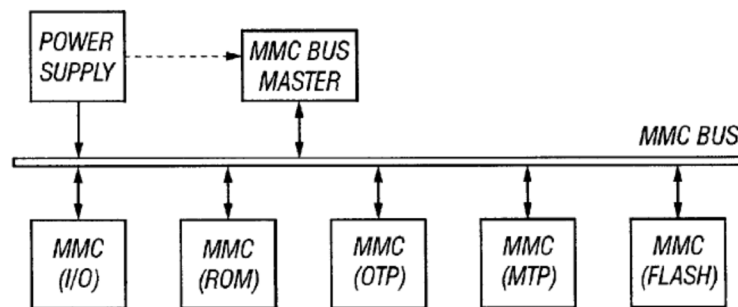 POWER
SUPPLY
MMC BUS
MASTER
MMC BUS
MMC
(I/O)
MMC
(ROM)
MMC
(OTP)
MMC
(MTP)
MMC
(FLASH)